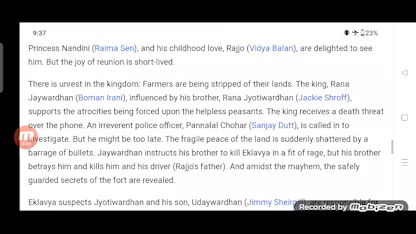 9:37
23%
Princess Nandini (Raima Sen), and his childhood love, Rajjo (Vidya Balan), are delighted to see
him. But the joy of reunion is short-lived.
There is unrest in the kingdom: Farmers are being stripped of their lands. The king, Rana
Jaywardhan (Boman Irani), influenced by his brother, Rana Jyotiwardhan (Jackie Shroff),
supports the atrocities being forced upon the helpless peasants. The king receives a death threat
over the phone. An irreverent police officer, Pannalal Chohar (Sanjay Dutt), is called in to
investigate. But he might be too late. The fragile peace of the land is suddenly shattered by a
barrage of bullets. Jaywardhan instructs his brother to kill Eklavya in a fit of rage, but his brother
betrays him and kills him and his driver (Rajjo's father). And amidst the mayhem, the safely
guarded secrets of the fort are revealed.
Eklavya suspects Jyotiwardhan and his son, Udaywardhan (Jimmy Sheirgill), are responsible for
Recorded by
MOBIZEN